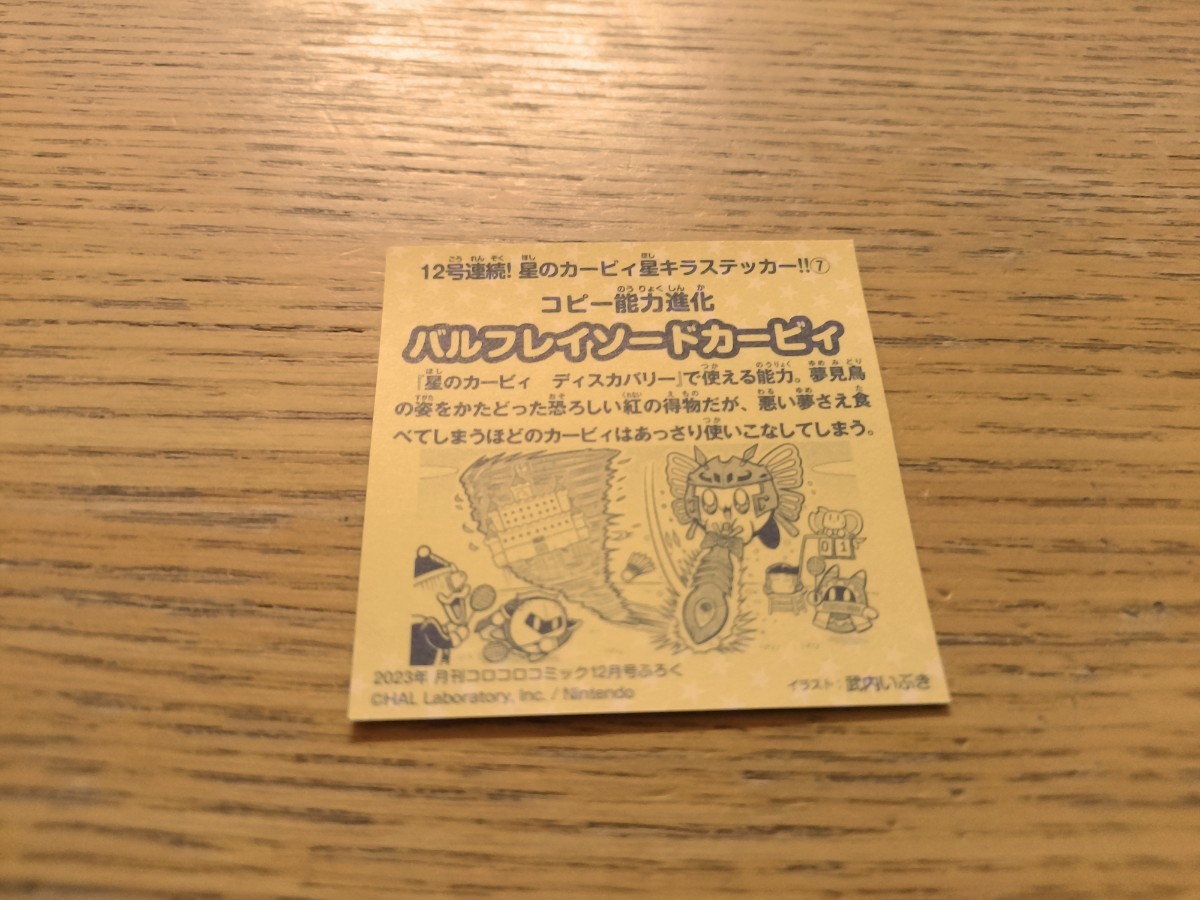 12号連続! 星のカービィ星キラステッカー!!⑦
コピー能力進化
バルフレイソードカービィ
『星のカービィ ディスカバリー』で使える能力。夢見鳥
の姿をかたどった恐ろしい紅の得物だが、悪い夢さえ食
べてしまうほどのカービィはあっさり使いこなしてしまう。
01
2023年 月刊コロコロコミック12月号ふろく
©HAL Laboratory, Inc. / Nintendo
イラスト：武内いぶき